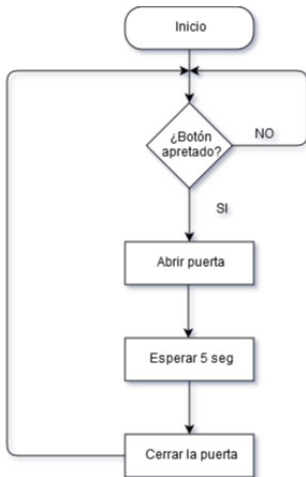 Inicio
¿Botón
apretado?
NO
SI
Abrir puerta
Esperar 5 seg
Cerrar la puerta